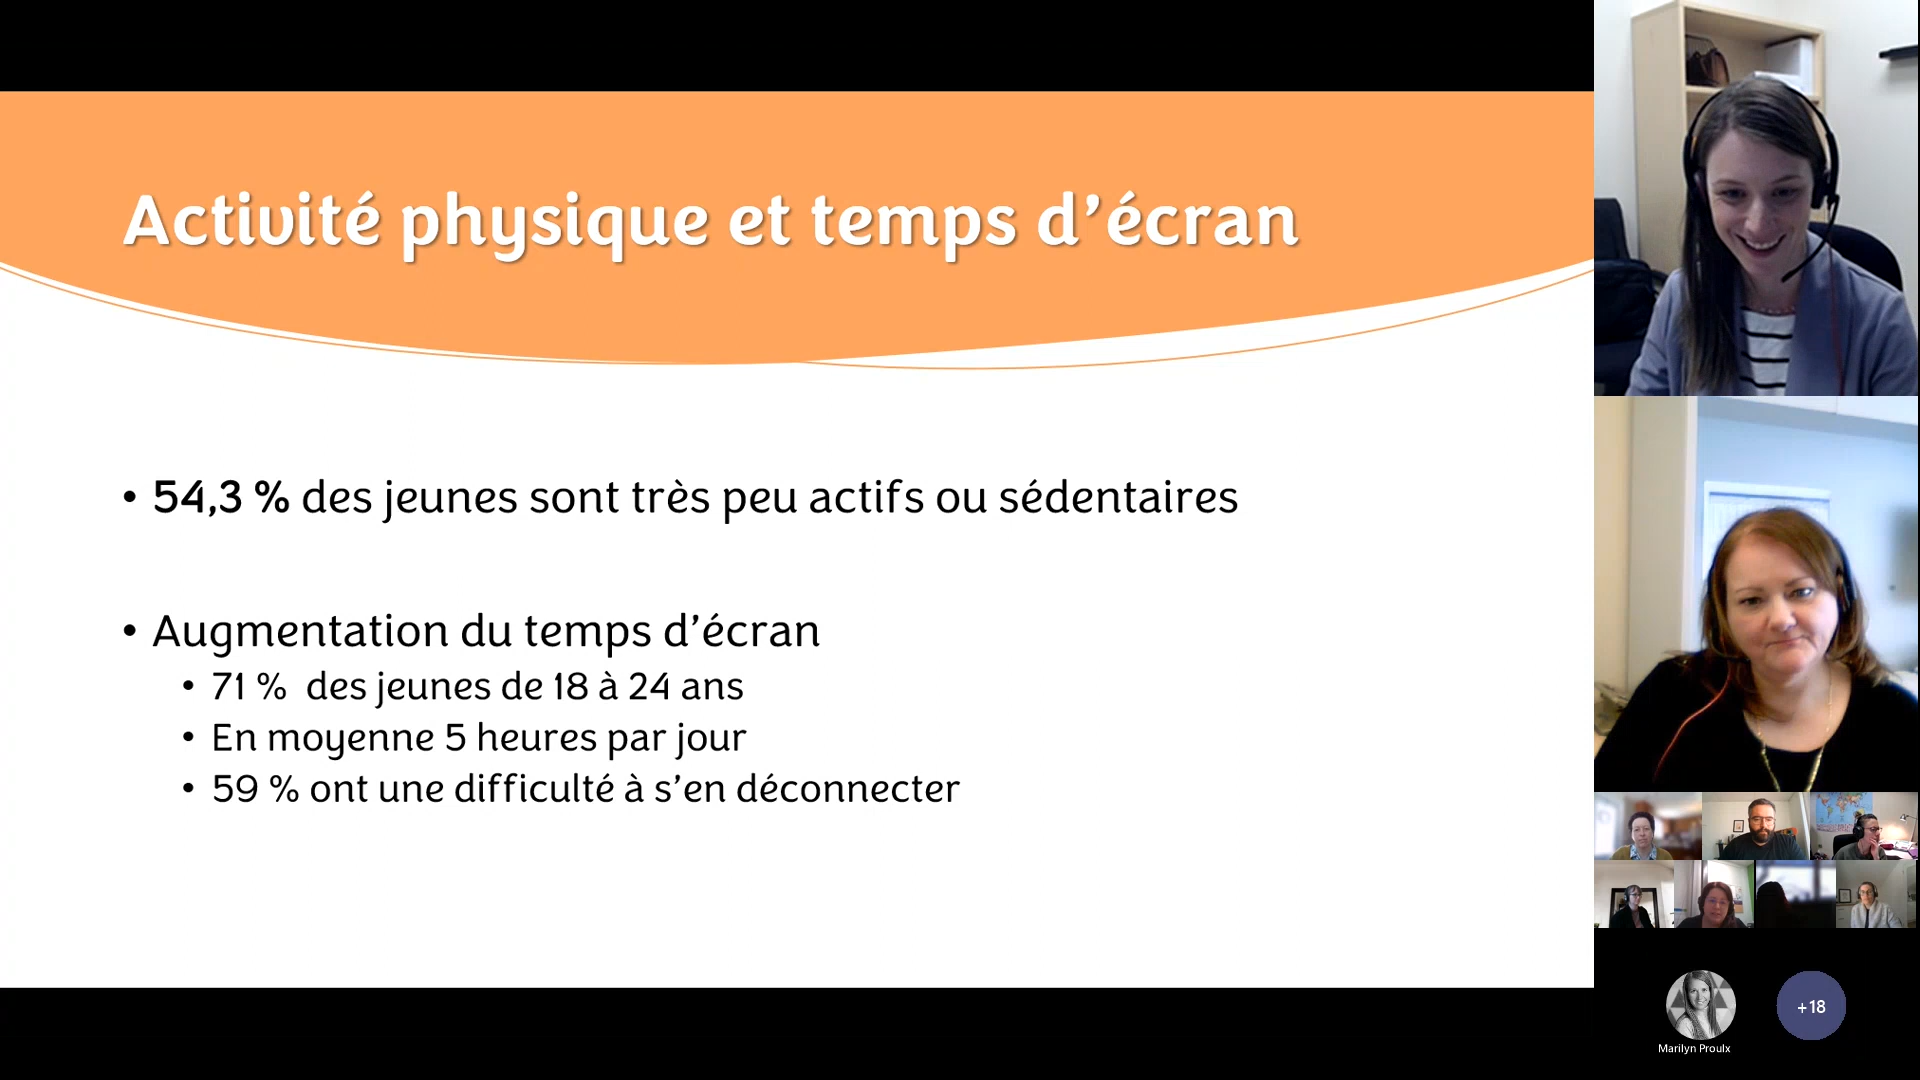 Activité physique et temps d’écran
• 54,3 % des jeunes sont très peu actifs ou sédentaires
• Augmentation du temps d’écran
• 71 %  des jeunes de 18 à 24 ans
• En moyenne 5 heures par jour
• 59 % ont une difficulté à s’en déconnecter
+18
Marilyn Proulx